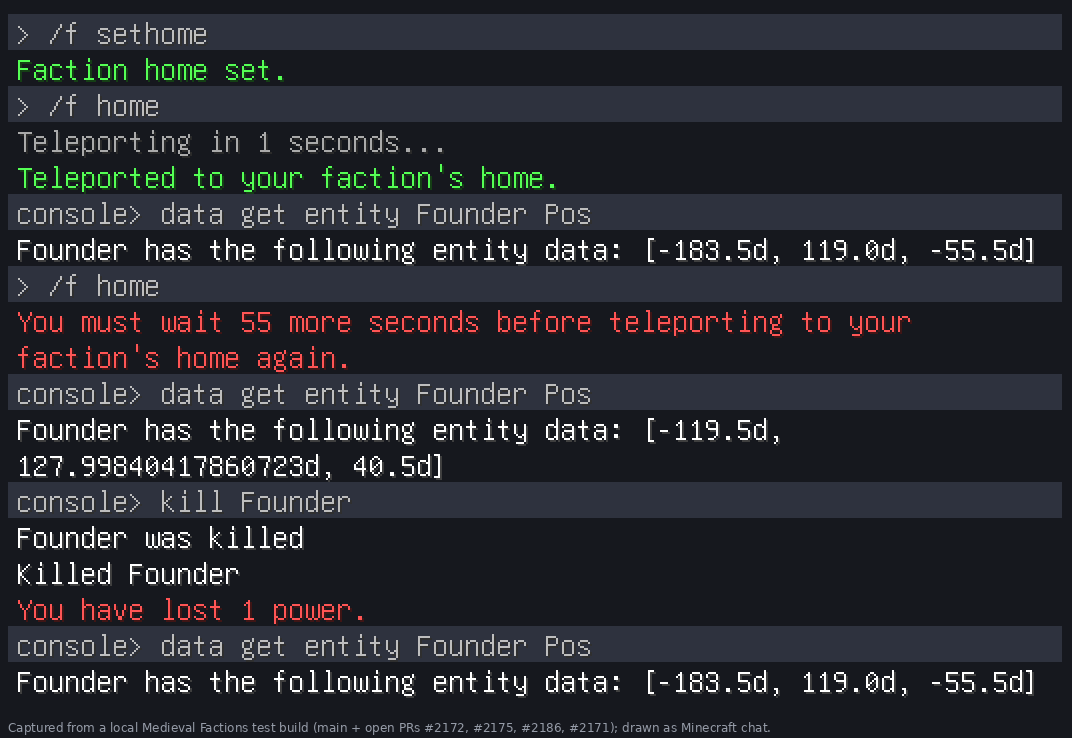 > /f sethome
Faction home set.
> /f home
Teleporting in 1 seconds...
Teleported to your faction's home.
console> data get entity Founder Pos
Founder has the following entity data: [-183.5d, 119.0d, -55.5d]
> /f home
You must wait 55 more seconds before teleporting to your
faction's home again.
console> data get entity Founder Pos
Founder has the following entity data: [-119.5d,
127.99840417860723d, 40.5d]
console> kill Founder
Founder was killed
Killed Founder
You have lost 1 power.
console> data get entity Founder Pos
Founder has the following entity data: [-183.5d, 119.0d, -55.5d]
Captured from a local Medieval Factions test build (main + open PRs #2172, #2175, #2186, #2171); drawn as Minecraft chat.